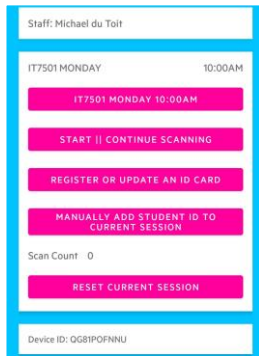 Staff: Michael du Toit
IT7501 MONDAY 10:00AM
IT7501 MONDAY 10:00AM
START || CONTINUE SCANNING
REGISTER OR UPDATE AN ID CARD
MANUALLY ADD STUDENT ID TO
CURRENT SESSION
Scan Count 0
RESET CURRENT SESSION
Device ID: QG81POFNNU